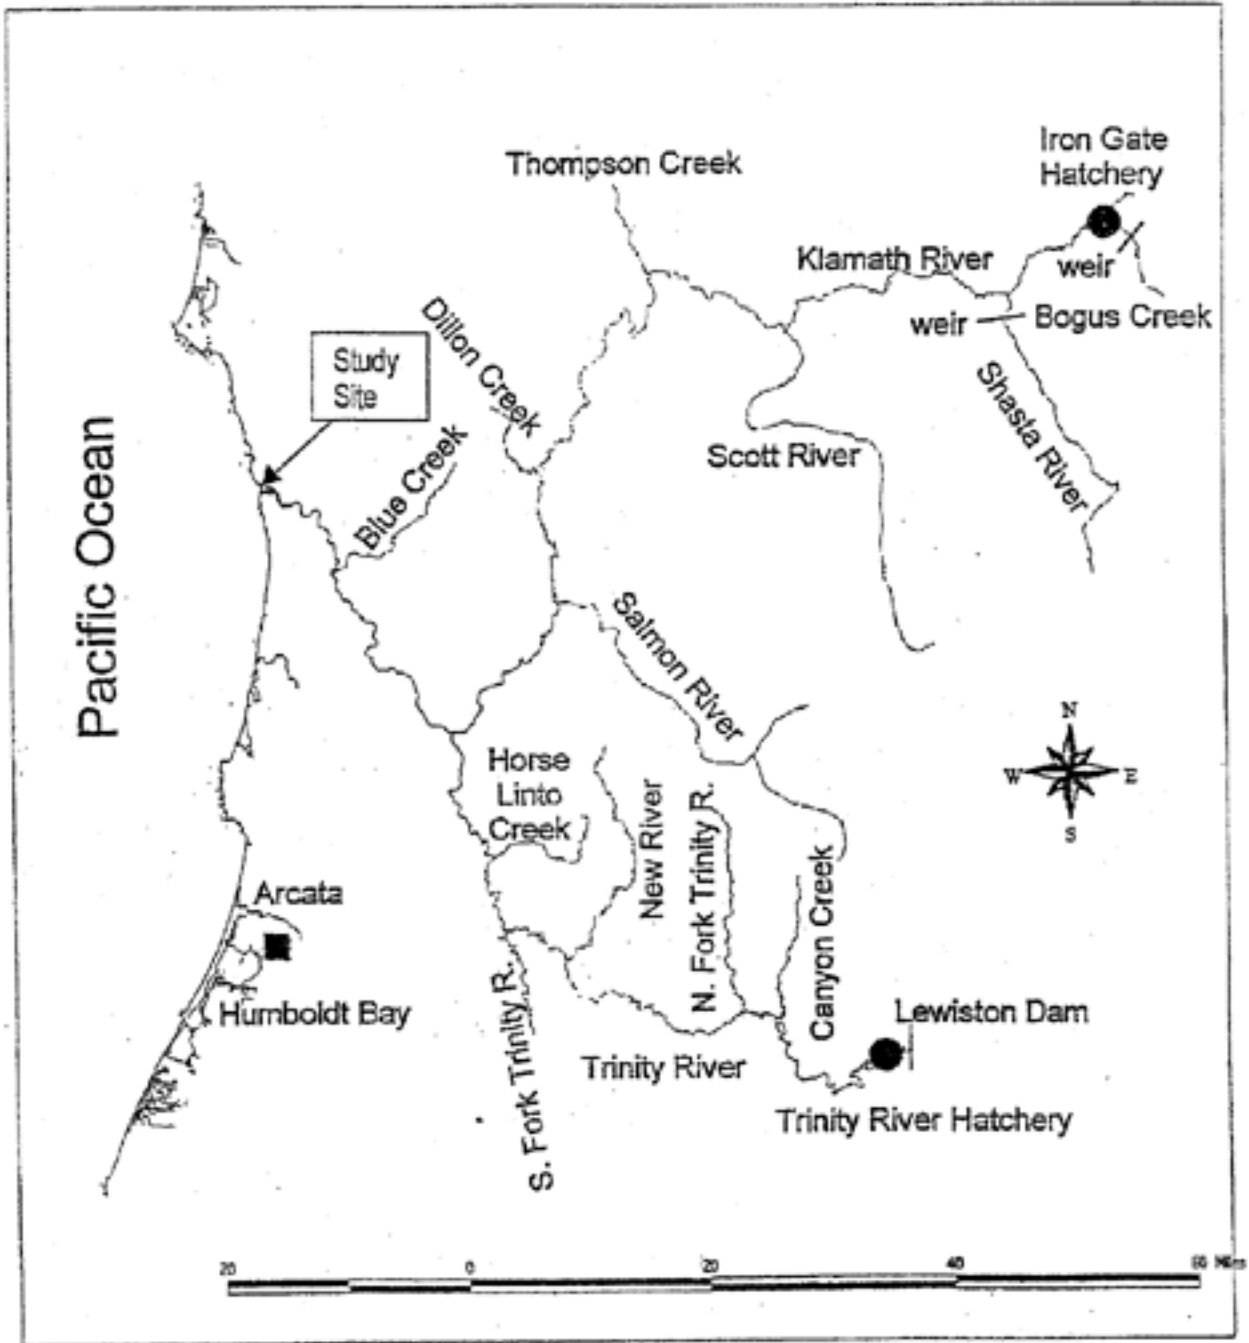 Iron Gate
Hatchery
Thompson Creek
Klamath River
weir
weir
Bogus Creek
Dillon Creek
Study
Site
Shasta River
Scott River
Blue Creek
Pacific Ocean
Salmon River
N
W
E
S
Horse
Linto
Creek
New River
N. Fork Trinity R.
Canyon Creek
Arcata
Humboldt Bay
S. Fork Trinity R.
Lewiston Dam
Trinity River
Trinity River Hatchery
20 0 20 40 60 Miles